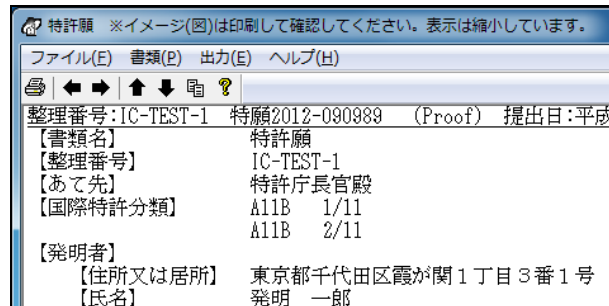 特許願 ※イメージ(図)は印刷して確認してください。表示は縮小しています。
ファイル(F) 書類(P) 出力(E) ヘルプ(H)
整理番号:IC-TEST-1 特願2012-090989 (Proof) 提出日:平成
【書類名】 特許願
【整理番号】 IC-TEST-1
【あて先】 特許庁長官殿
【国際特許分類】 A11B 1/11
A11B 2/11
【発明者】
【住所又は居所】 東京都千代田区霞が関1丁目3番1号
【氏名】 発明 一郎